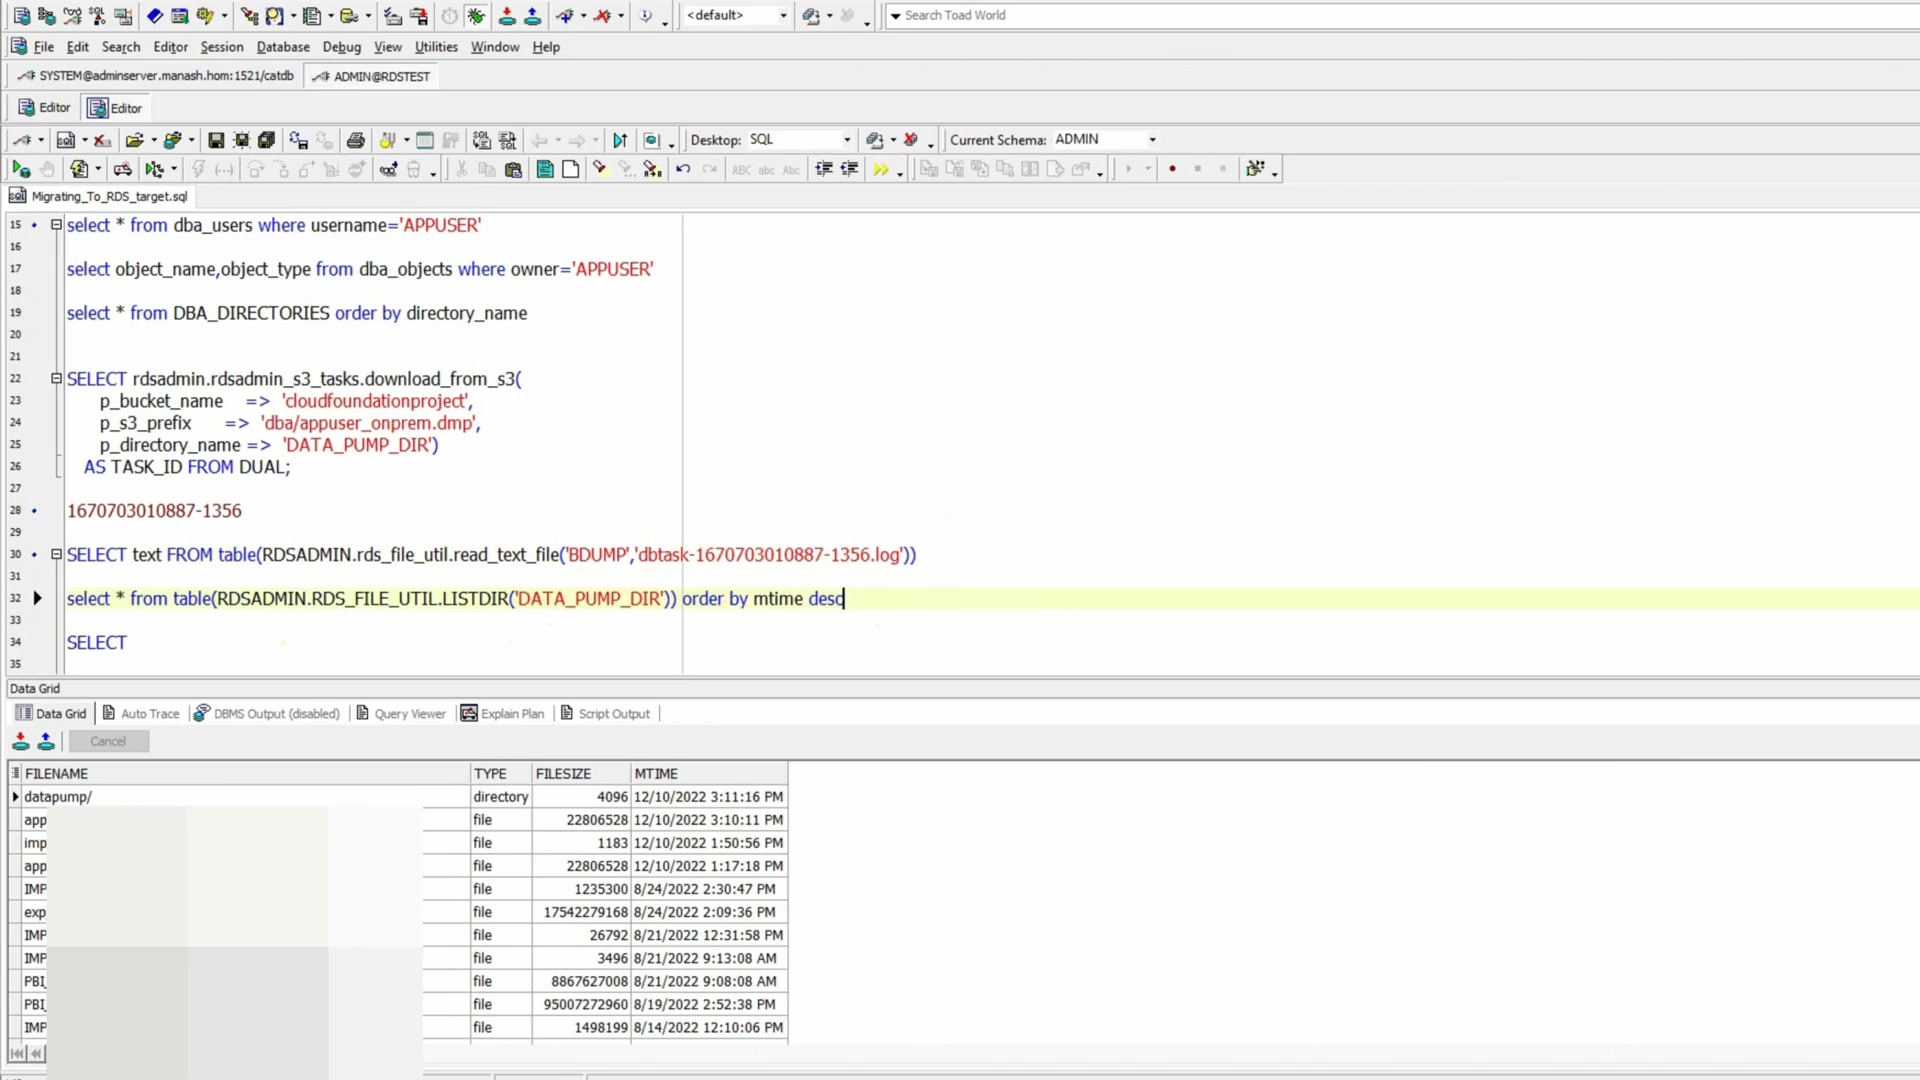 <default>
Search Toad World
File Edit Search Editor Session Database Debug View Utilities Window Help
SYSTEM@adminserver.manash.hom:1521/catdb ADMIN@RDSTEST
Editor Editor
Desktop: SQL Current Schema: ADMIN
Migrating_To_RDS_target.sql
15 select * from dba_users where username='APPUSER'
16
17 select object_name,object_type from dba_objects where owner='APPUSER'
18
19 select * from DBA_DIRECTORIES order by directory_name
20
21
22 SELECT rdsadmin.rdsadmin_s3_tasks.download_from_s3(
23 p_bucket_name => 'cloudfoundationproject',
24 p_s3_prefix => 'dba/appuser_onprem.dmp',
25 p_directory_name => 'DATA_PUMP_DIR')
26 AS TASK_ID FROM DUAL;
27
28 1670703010887-1356
29
30 SELECT text FROM table(RDSADMIN.rds_file_util.read_text_file('BDUMP','dbtask-1670703010887-1356.log'))
31
32 select * from table(RDSADMIN.RDS_FILE_UTIL.LISTDIR('DATA_PUMP_DIR')) order by mtime desc
33
34 SELECT
35
Data Grid
Data Grid Auto Trace DBMS Output (disabled) Query Viewer Explain Plan Script Output
Cancel
FILENAME TYPE FILESIZE MTIME
datapump/ directory 4096 12/10/2022 3:11:16 PM
app file 22806528 12/10/2022 3:10:11 PM
imp file 1183 12/10/2022 1:50:56 PM
app file 22806528 12/10/2022 1:17:18 PM
IMP file 1235300 8/24/2022 2:30:47 PM
exp_ file 17542279168 8/24/2022 2:09:36 PM
IMP file 26792 8/21/2022 12:31:58 PM
IMP file 3496 8/21/2022 9:13:08 AM
PBI_ file 8867627008 8/21/2022 9:08:08 AM
PBI_ file 95007272960 8/19/2022 2:52:38 PM
IMP file 1498199 8/14/2022 12:10:06 PM